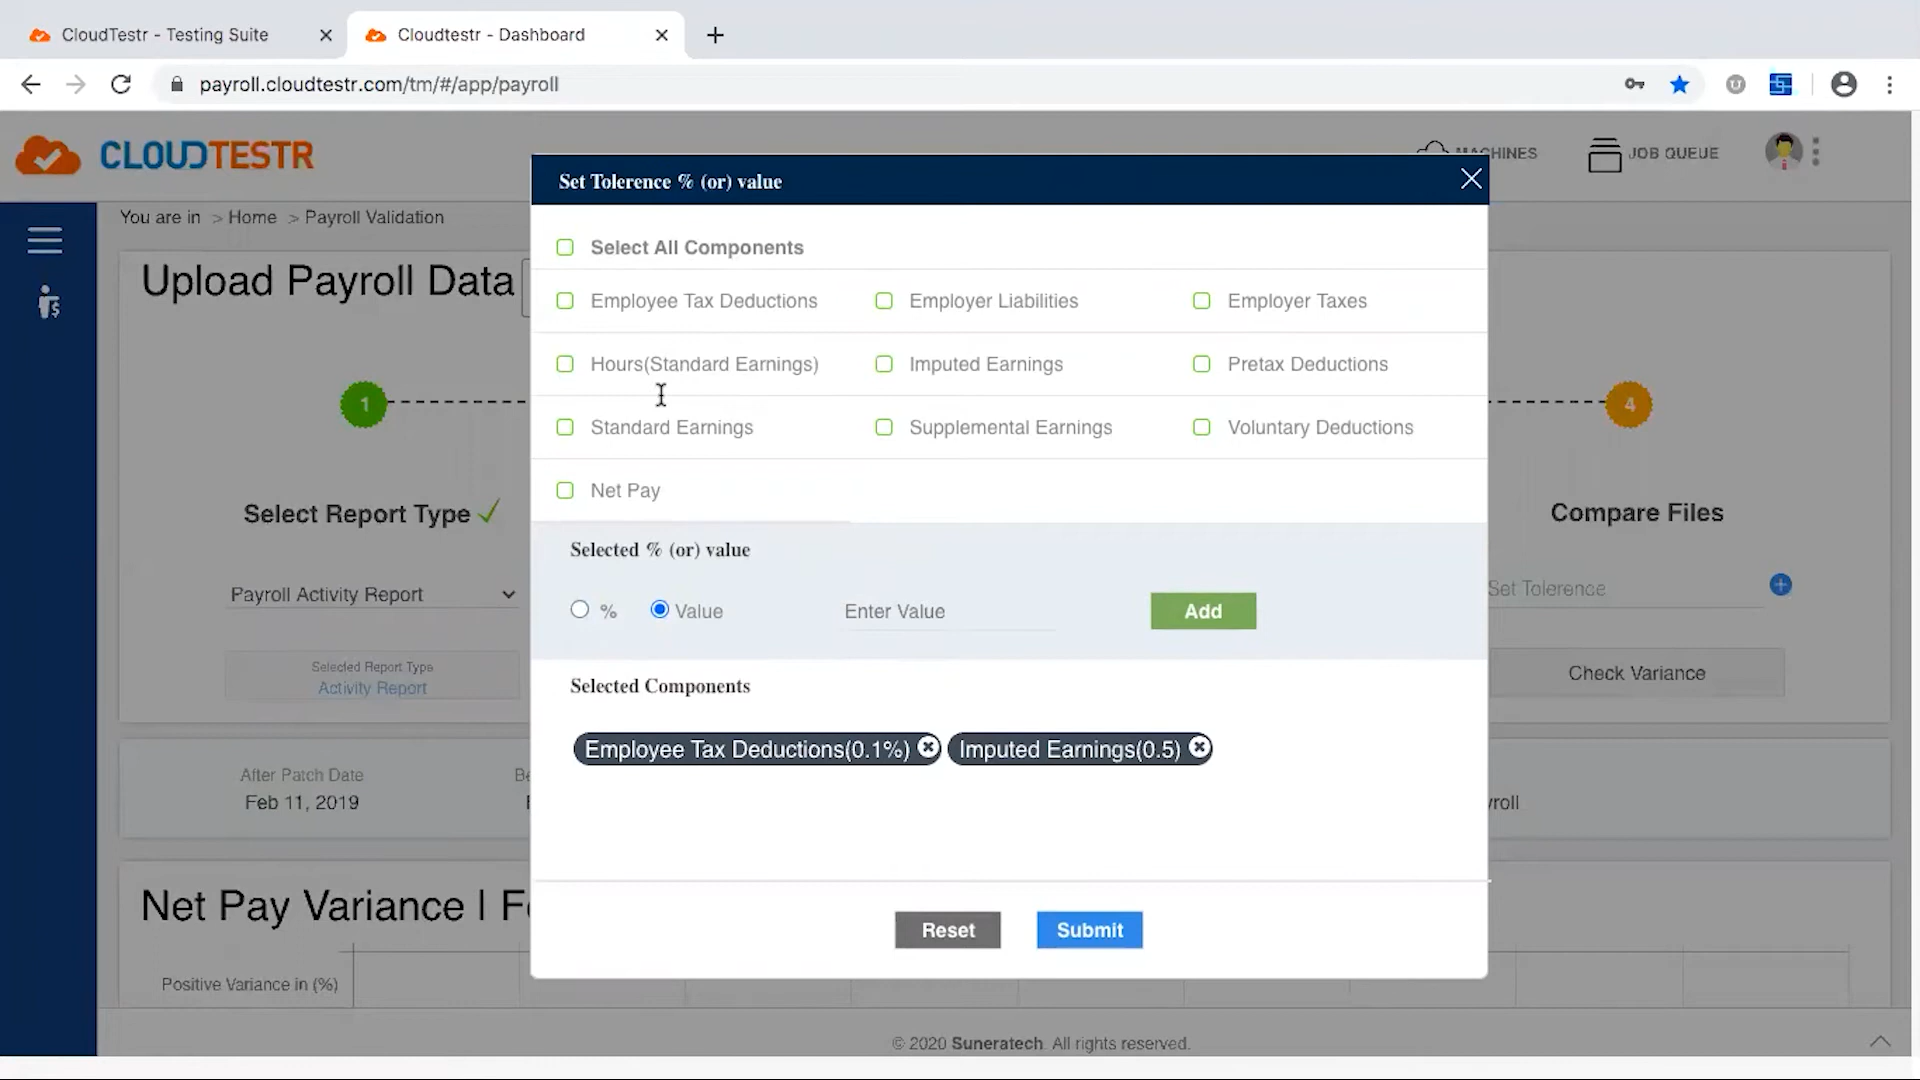 CloudTestr - Testing Suite
Cloudtestr - Dashboard
payroll.cloudtestr.com/tm/#/app/payroll
CLOUDTESTR
MACHINES
JOB QUEUE
You are in > Home > Payroll Validation
Upload Payroll Data
1
4
Select Report Type
Compare Files
Payroll Activity Report
Set Tolerence
Selected Report Type
Activity Report
Check Variance
After Patch Date
Feb 11, 2019
Net Pay Variance |
Positive Variance in (%)
Set Tolerence % (or) value
Select All Components
Employee Tax Deductions
Employer Liabilities
Employer Taxes
Hours(Standard Earnings)
Imputed Earnings
Pretax Deductions
Standard Earnings
Supplemental Earnings
Voluntary Deductions
Net Pay
Selected % (or) value
% Value
Enter Value
Add
Selected Components
Employee Tax Deductions(0.1%)
Imputed Earnings(0.5)
Reset
Submit
© 2020 Suneratech. All rights reserved.